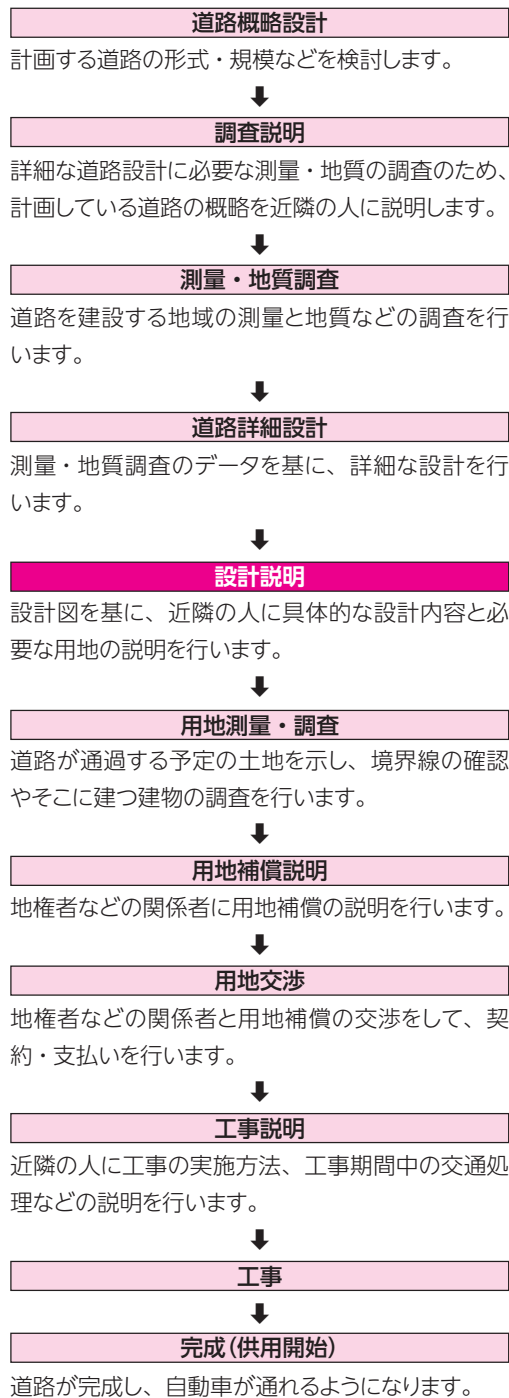 道路概略設計
計画する道路の形式・規模などを検討します。
調査説明
詳細な道路設計に必要な測量・地質の調査のため、
計画している道路の概略を近隣の人に説明します。
測量・地質調査
道路を建設する地域の測量と地質などの調査を行
います。
道路詳細設計
測量・地質調査のデータを基に、詳細な設計を行
います。
設計説明
設計図を基に、近隣の人に具体的な設計内容と必
要な用地の説明を行います。
用地測量・調査
道路が通過する予定の土地を示し、境界線の確認
やそこに建つ建物の調査を行います。
用地補償説明
地権者などの関係者に用地補償の説明を行います。
用地交渉
地権者などの関係者と用地補償の交渉をして、契
約・支払いを行います。
工事説明
近隣の人に工事の実施方法、工事期間中の交通処
理などの説明を行います。
工事
完成(供用開始)
道路が完成し、自動車が通れるようになります。